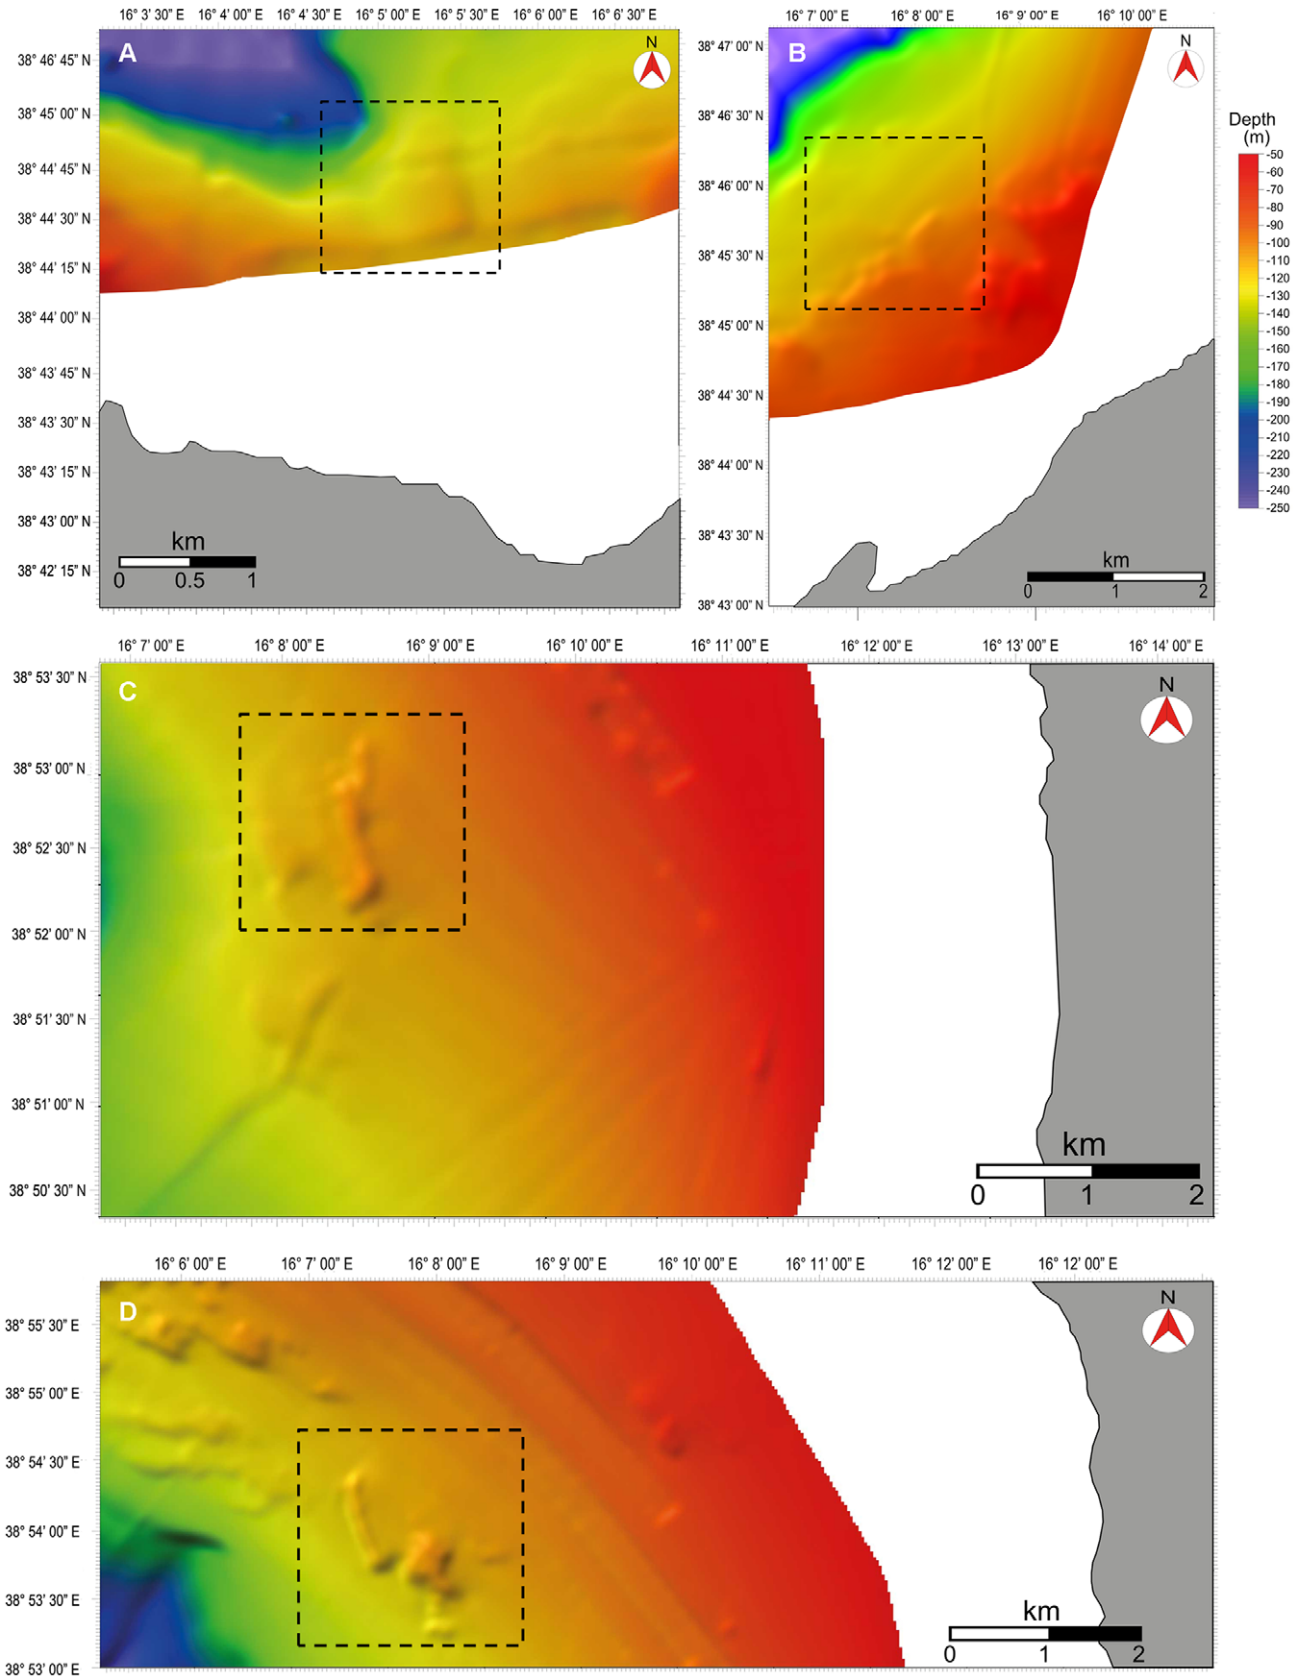 16° 3' 30" E 16° 4' 00" E 16° 4' 30" E 16° 5' 00" E 16° 5' 30" E 16° 6' 00" E 16° 6' 30" E
A
N
38° 46' 45" N
38° 45' 00" N
38° 44' 45" N
38° 44' 30" N
38° 44' 15" N
38° 44' 00" N
38° 43' 45" N
38° 43' 30" N
38° 43' 15" N
38° 43' 00" N
38° 42' 15" N
km
0 0.5 1
16° 7' 00" E 16° 8' 00" E 16° 9' 00" E 16° 10' 00" E
B
N
38° 47' 00" N
38° 46' 30" N
38° 46' 00" N
38° 45' 30" N
38° 45' 00" N
38° 44' 30" N
38° 44' 00" N
38° 43' 30" N
38° 43' 00" N
km
0 1 2
Depth
(m)
-50
-60
-70
-80
-90
-100
-110
-120
-130
-140
-150
-160
-170
-180
-190
-200
-210
-220
-230
-240
-250
16° 7' 00" E 16° 8' 00" E 16° 9' 00" E 16° 10' 00" E 16° 11' 00" E 16° 12' 00" E 16° 13' 00" E 16° 14' 00" E
C
N
38° 53' 30" N
38° 53' 00" N
38° 52' 30" N
38° 52' 00" N
38° 51' 30" N
38° 51' 00" N
38° 50' 30" N
km
0 1 2
16° 6' 00" E 16° 7' 00" E 16° 8' 00" E 16° 9' 00" E 16° 10' 00" E 16° 11' 00" E 16° 12' 00" E 16° 12' 00" E
D
N
38° 55' 30" E
38° 55' 00" E
38° 54' 30" E
38° 54' 00" E
38° 53' 30" E
38° 53' 00" E
km
0 1 2